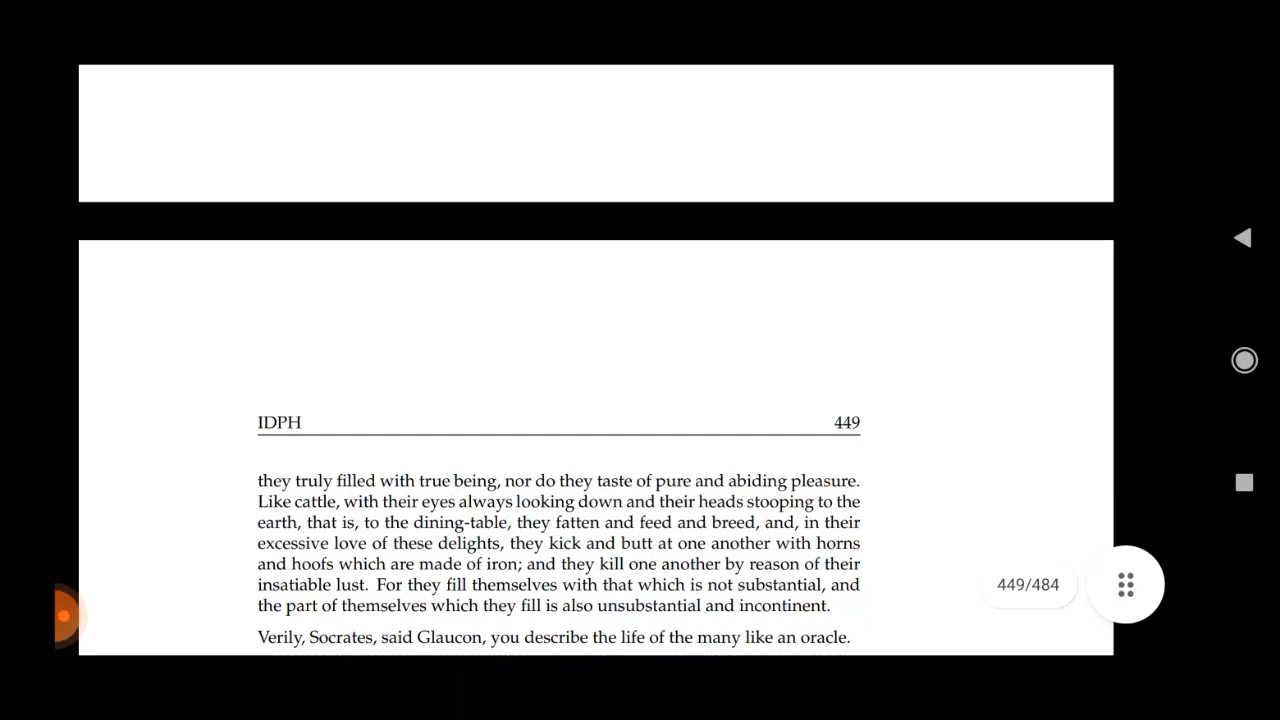 IDPH 449
they truly filled with true being, nor do they taste of pure and abiding pleasure.
Like cattle, with their eyes always looking down and their heads stooping to the
earth, that is, to the dining-table, they fatten and feed and breed, and, in their
excessive love of these delights, they kick and butt at one another with horns
and hoofs which are made of iron; and they kill one another by reason of their
insatiable lust. For they fill themselves with that which is not substantial, and
the part of themselves which they fill is also unsubstantial and incontinent.
449/484
Verily, Socrates, said Glaucon, you describe the life of the many like an oracle.